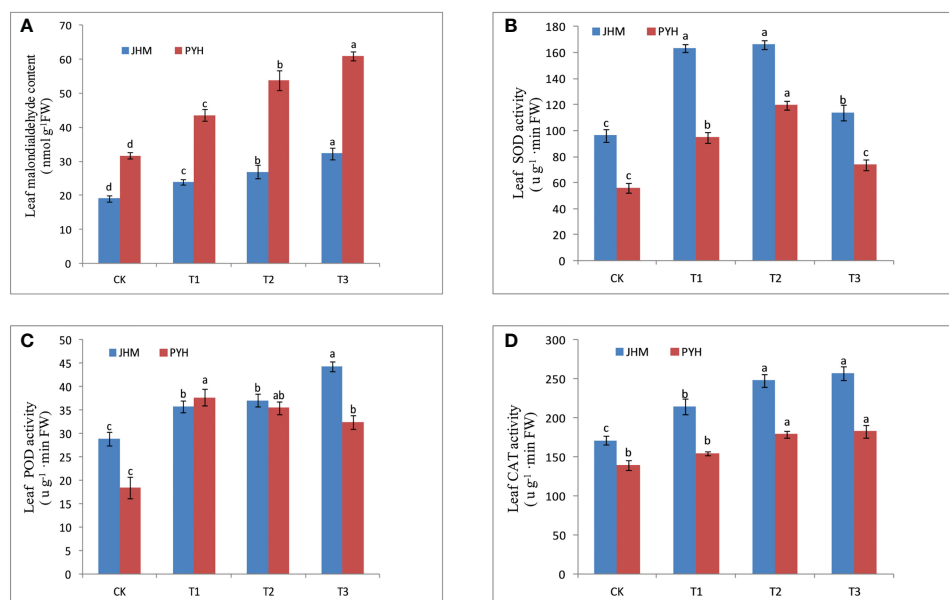 A
JHM PYH
Leaf malondialdehyde content
( nmol g⁻¹FW)
70
60
50
40
30
20
10
0
d d c c b b a a
CK T1 T2 T3
B
JHM PYH
Leaf SOD activity
( u g⁻¹ ·min FW)
180
160
140
120
100
80
60
40
20
0
c c a b a a b c
CK T1 T2 T3
C
JHM PYH
Leaf POD activity
( u g⁻¹ ·min FW)
50
45
40
35
30
25
20
15
10
5
0
c c b a b ab a b
CK T1 T2 T3
D
JHM PYH
Leaf CAT activity
( u g⁻¹ ·min FW)
300
250
200
150
100
50
0
c b b b a a a a
CK T1 T2 T3